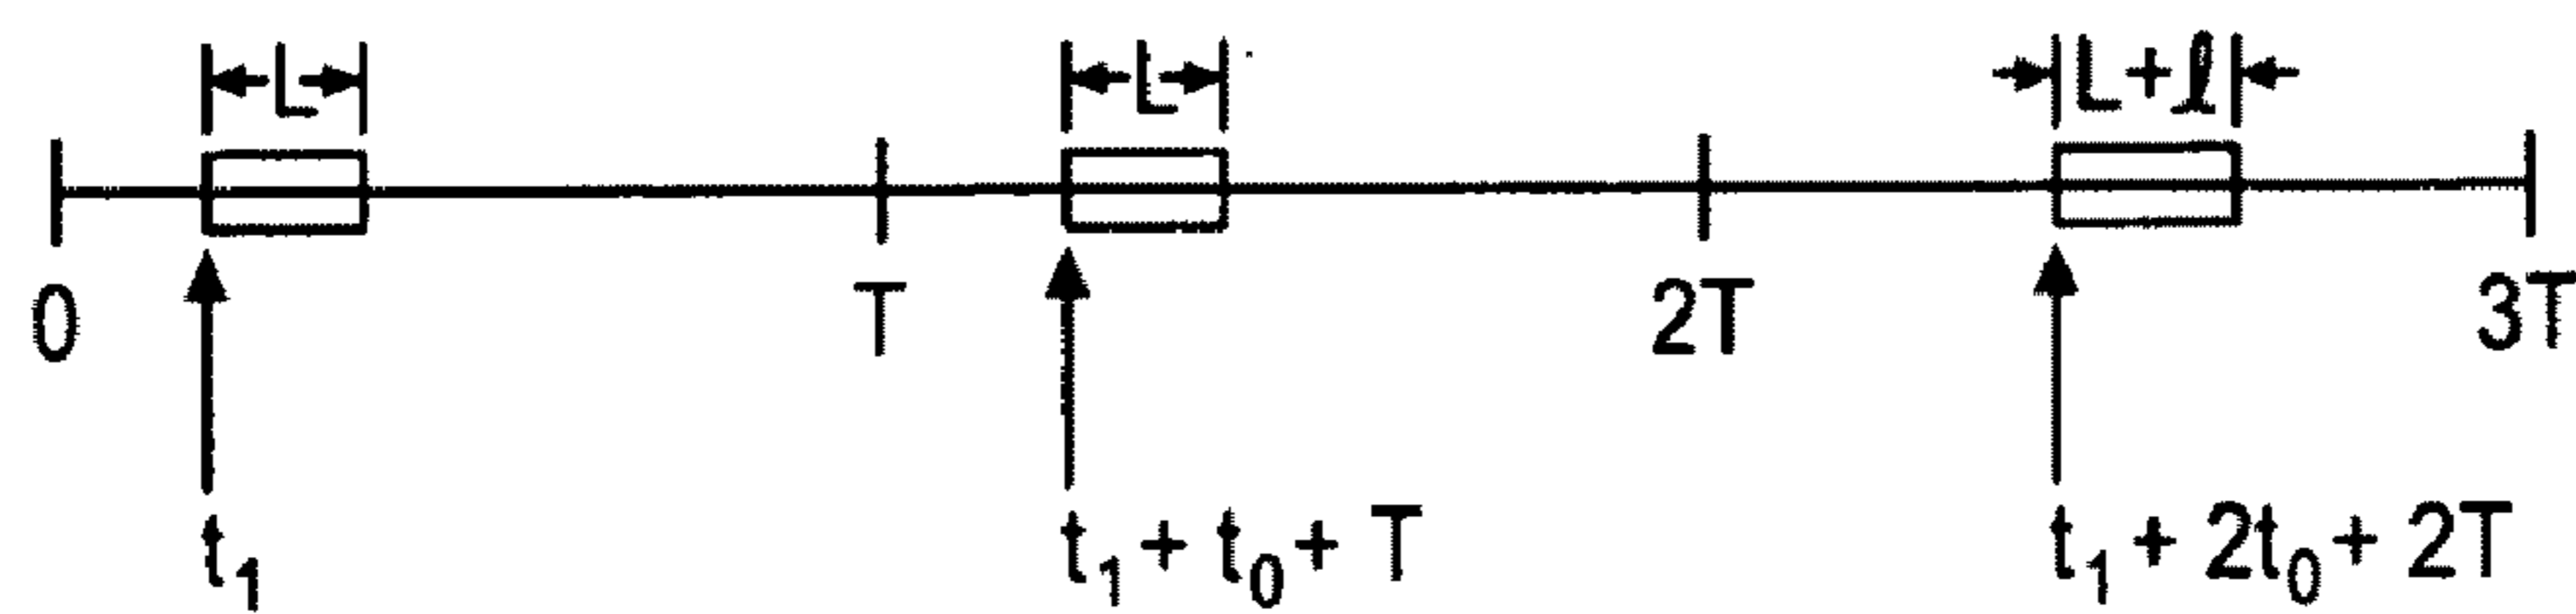 L L L+ℓ
0 T 2T 3T
t₁ t₁ + t₀ + T t₁ + 2t₀ + 2T